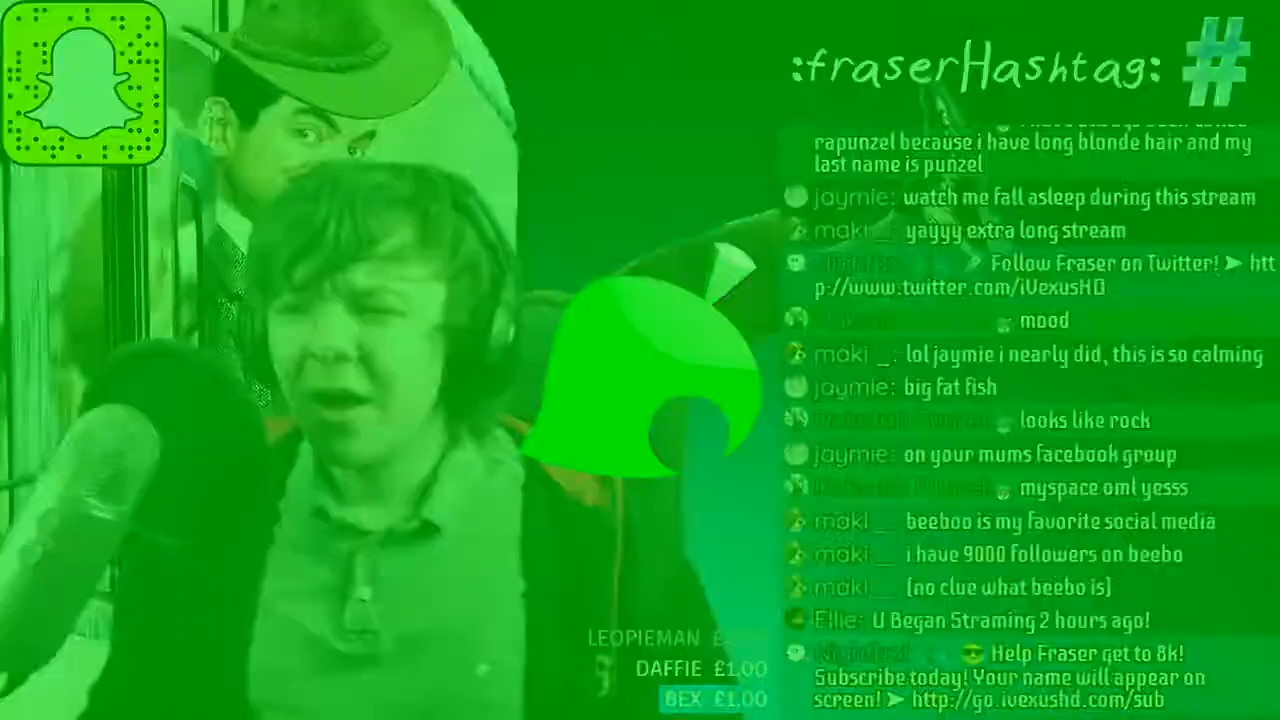 :fraserHashtag: #
rapunzel because i have long blonde hair and my
last name is punzel
jaymie: watch me fall asleep during this stream
maki_: yayyy extra long stream
Follow Fraser on Twitter! ➤ htt
p://www.twitter.com/iVexusHD
mood
maki_: lol jaymie i nearly did, this is so calming
jaymie: big fat fish
looks like rock
jaymie: on your mums facebook group
myspace oml yesss
maki_ beeboo is my favorite social media
maki_ i have 9000 followers on beebo
maki_ (no clue what beebo is)
Ellie: U Began Straming 2 hours ago!
😎 Help Fraser get to 8k!
Subscribe today! Your name will appear on
screen! ➤ http://go.ivexushd.com/sub
LEOPIEMAN
DAFFIE £1.00
BEX £1.00